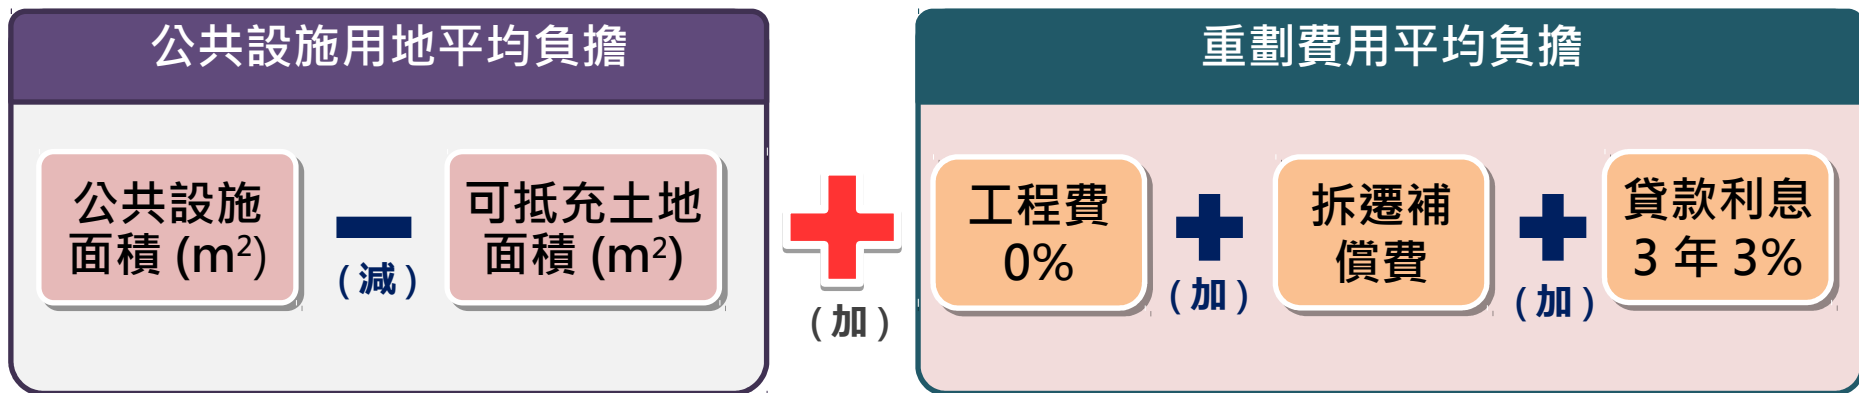 公共設施用地平均負擔
公共設施
面積 (m²)
(減)
可抵充土地
面積 (m²)
(加)
重劃費用平均負擔
工程費
0%
(加)
拆遷補
償費
(加)
貸款利息
3 年 3%